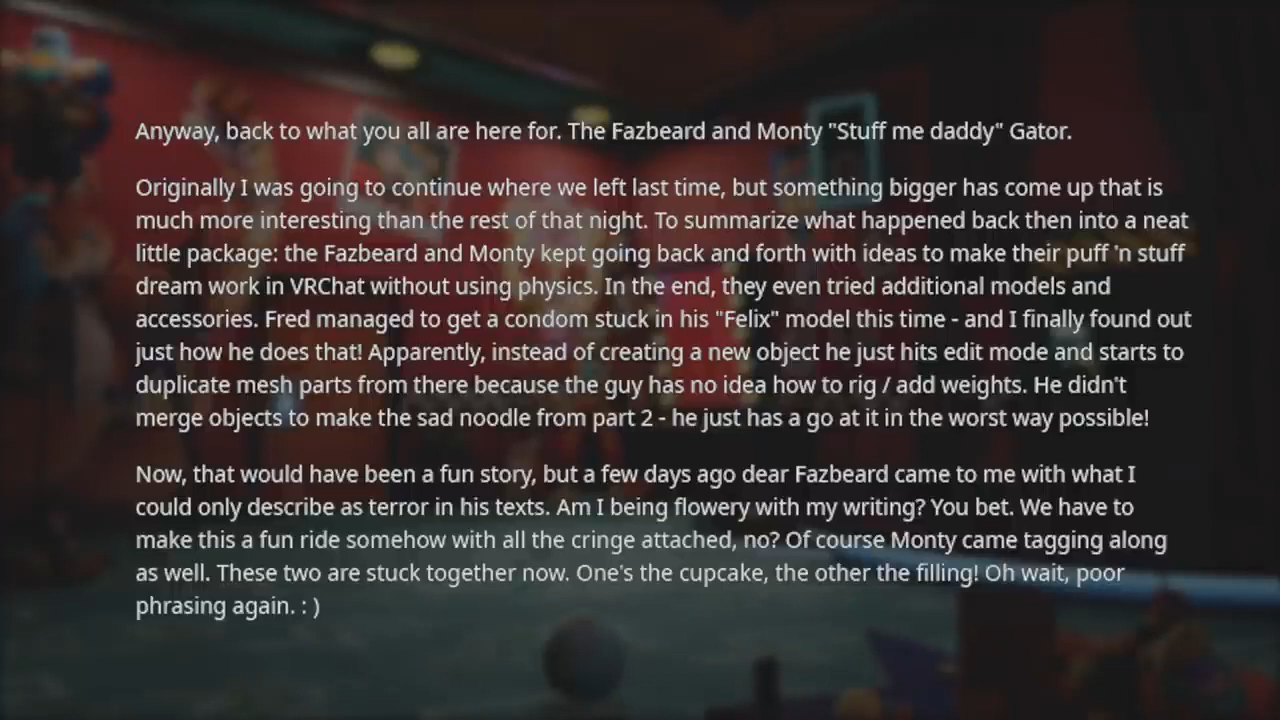 Anyway, back to what you all are here for. The Fazbeard and Monty "Stuff me daddy" Gator.
Originally I was going to continue where we left last time, but something bigger has come up that is
much more interesting than the rest of that night. To summarize what happened back then into a neat
little package: the Fazbeard and Monty kept going back and forth with ideas to make their puff 'n stuff
dream work in VRChat without using physics. In the end, they even tried additional models and
accessories. Fred managed to get a condom stuck in his "Felix" model this time - and I finally found out
just how he does that! Apparently, instead of creating a new object he just hits edit mode and starts to
duplicate mesh parts from there because the guy has no idea how to rig / add weights. He didn't
merge objects to make the sad noodle from part 2 - he just has a go at it in the worst way possible!
Now, that would have been a fun story, but a few days ago dear Fazbeard came to me with what I
could only describe as terror in his texts. Am I being flowery with my writing? You bet. We have to
make this a fun ride somehow with all the cringe attached, no? Of course Monty came tagging along
as well. These two are stuck together now. One's the cupcake, the other the filling! Oh wait, poor
phrasing again. : )